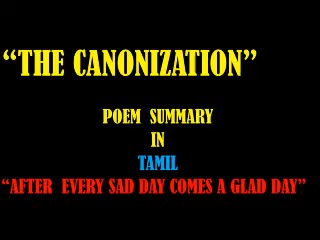 “THE CANONIZATION”
POEM SUMMARY
IN
TAMIL
“AFTER EVERY SAD DAY COMES A GLAD DAY”